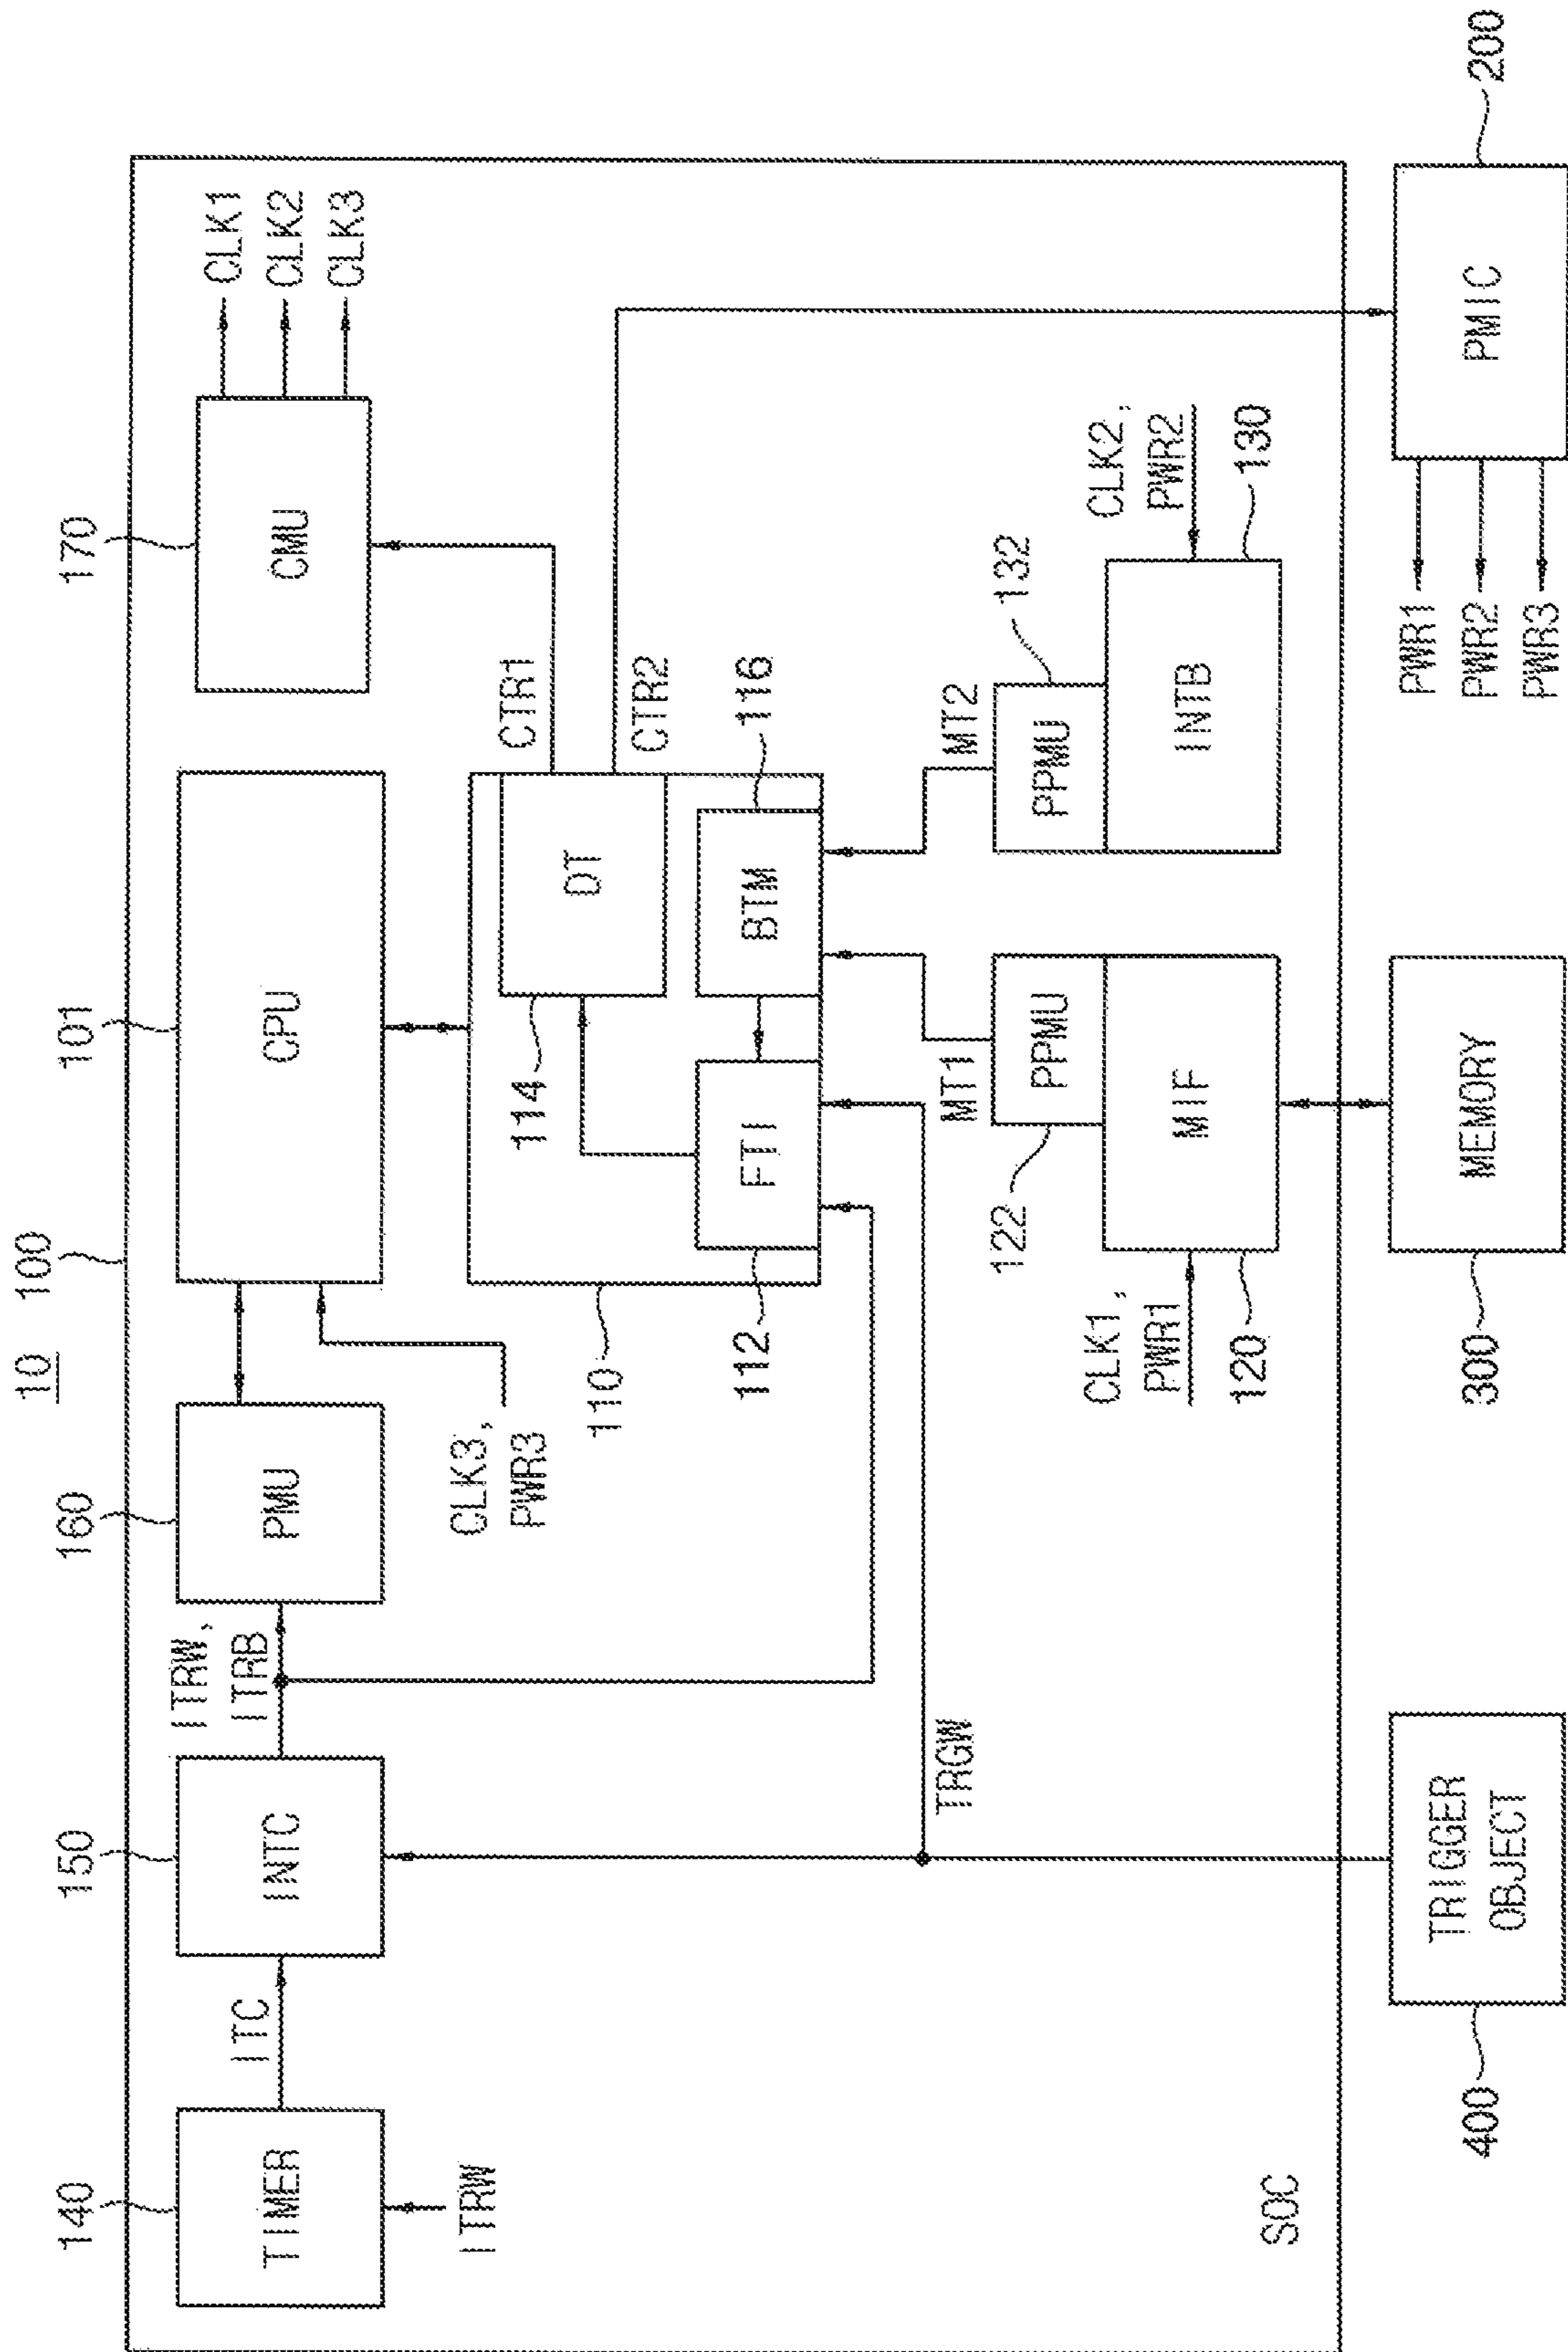 10
100
140
TIMER
ITRW
ITC
150
INTC
ITRW,
ITRB
160
PMU
CLK3,
PWR3
101
CPU
170
CMU
CLK1
CLK2
CLK3
110
112
FTI
114
DT
116
BTM
CTR1
CTR2
TRGW
MT1
122
PPMU
CLK1,
PWR1
120
MIF
MT2
132
PPMU
CLK2,
PWR2
130
INTB
SOC
400
TRIGGER
OBJECT
300
MEMORY
PWR1
PWR2
PWR3
PMIC
200